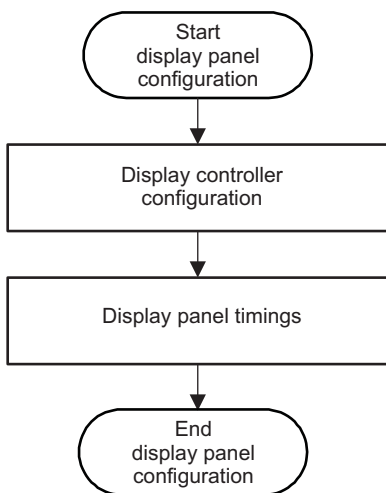 Start
display panel
configuration
Display controller
configuration
Display panel timings
End
display panel
configuration